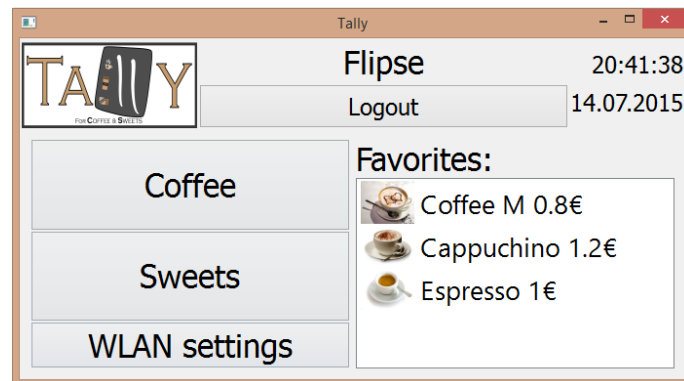 Tally
TALLY
For Coffee & Sweets
Flipse
20:41:38
Logout
14.07.2015
Coffee
Sweets
WLAN settings
Favorites:
Coffee M 0.8€
Cappuchino 1.2€
Espresso 1€